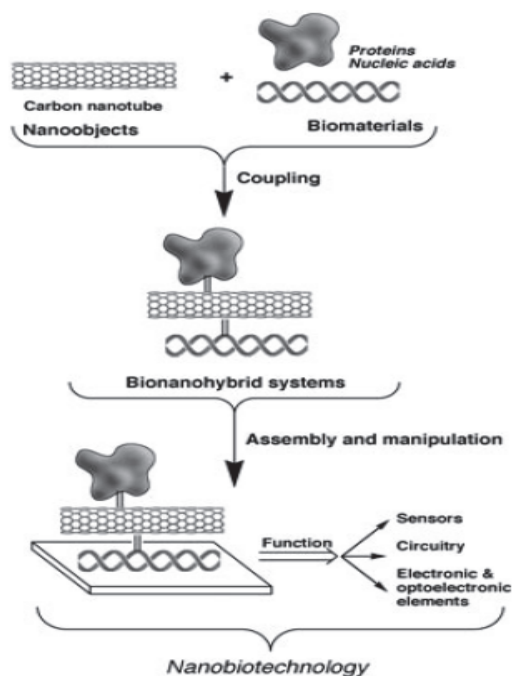 Proteins
Nucleic acids
+
Carbon nanotube
Nanoobjects
Biomaterials
Coupling
Bionanohybrid systems
Assembly and manipulation
Function
Sensors
Circuitry
Electronic &
optoelectronic
elements
Nanobiotechnology